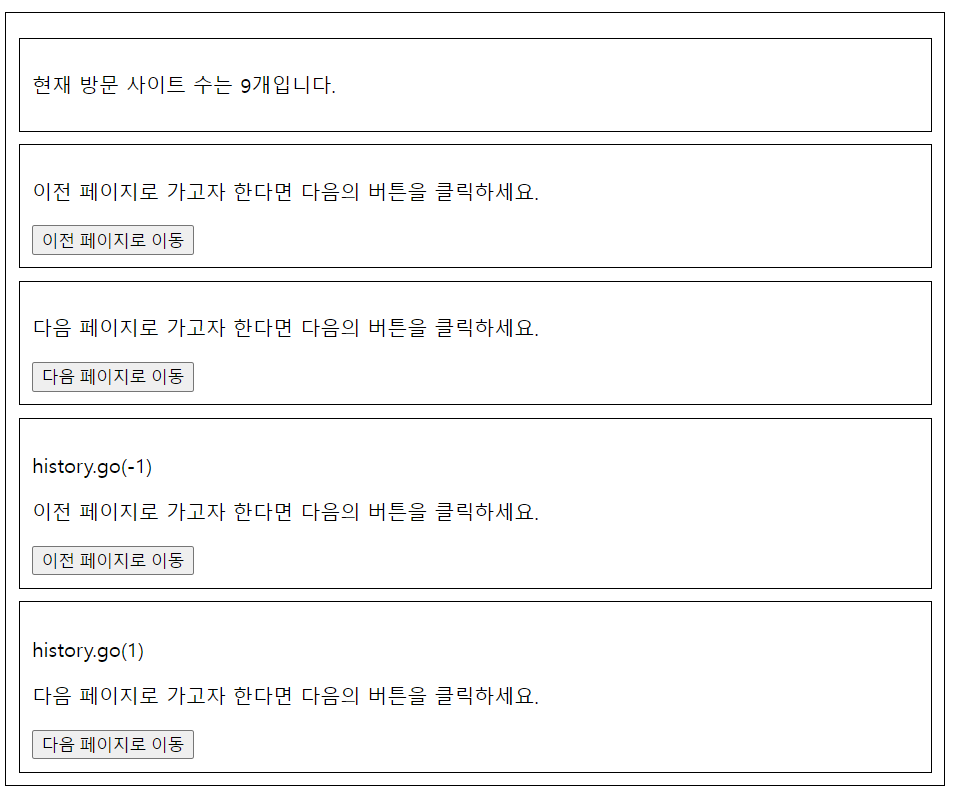 현재 방문 사이트 수는 9개입니다.
이전 페이지로 가고자 한다면 다음의 버튼을 클릭하세요.
이전 페이지로 이동
다음 페이지로 가고자 한다면 다음의 버튼을 클릭하세요.
다음 페이지로 이동
history.go(-1)
이전 페이지로 가고자 한다면 다음의 버튼을 클릭하세요.
이전 페이지로 이동
history.go(1)
다음 페이지로 가고자 한다면 다음의 버튼을 클릭하세요.
다음 페이지로 이동